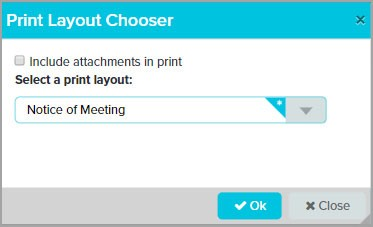 Print Layout Chooser
Include attachments in print
Select a print layout:
Notice of Meeting
Ok
Close